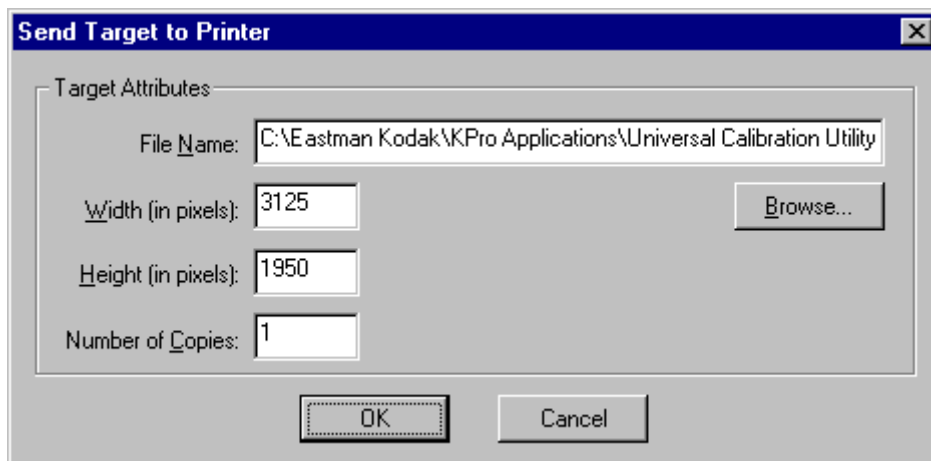 Send Target to Printer
Target Attributes
File Name: C:\Eastman Kodak\KPro Applications\Universal Calibration Utility
Width (in pixels): 3125
Browse...
Height (in pixels): 1950
Number of Copies: 1
OK
Cancel